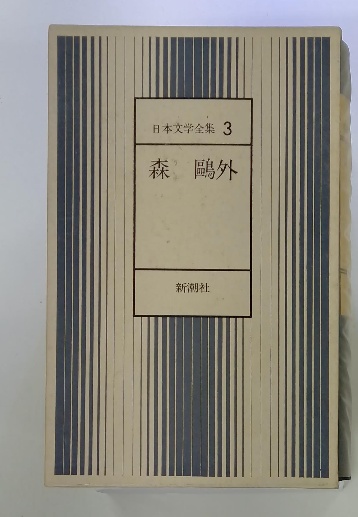 日本文学全集 3
森 鷗外
新潮社